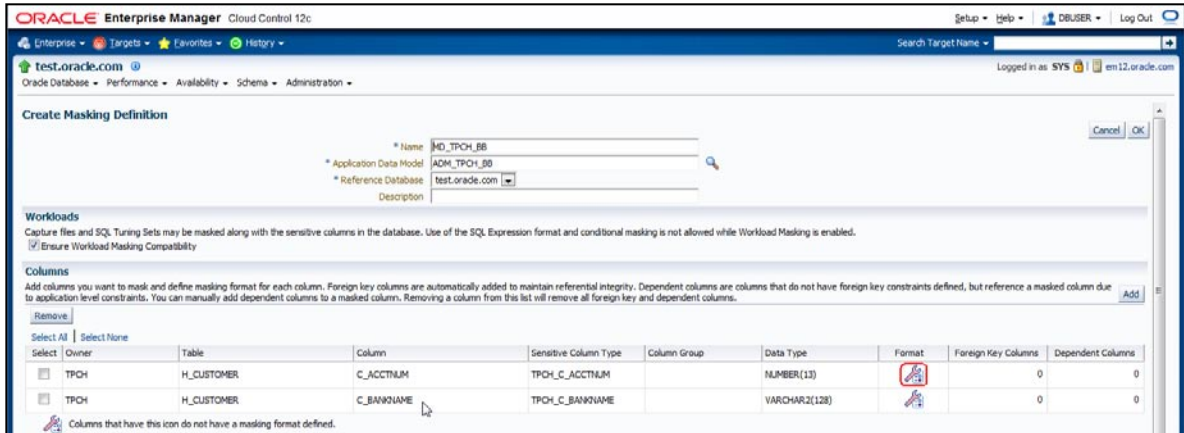 ORACLE Enterprise Manager Cloud Control 12c
Setup Help DBUSER Log Out
Enterprise Targets Favorites History
Search Target Name
test.oracle.com
Logged in as SYS em12.oracle.com
Oracle Database Performance Availability Schema Administration
Create Masking Definition
Cancel OK
* Name MD_TPCH_BB
* Application Data Model ADM_TPCH_BB
* Reference Database test.oracle.com
Description
Workloads
Capture files and SQL Tuning Sets may be masked along with the sensitive columns in the database. Use of the SQL Expression format and conditional masking is not allowed while Workload Masking is enabled.
Ensure Workload Masking Compatibility
Columns
Add columns you want to mask and define masking format for each column. Foreign key columns are automatically added to maintain referential integrity. Dependent columns are columns that do not have foreign key constraints defined, but reference a masked column due
to application level constraints. You can manually add dependent columns to a masked column. Removing a column from this list will remove all foreign key and dependent columns.
Add
Remove
Select All Select None
Select Owner Table Column Sensitive Column Type Column Group Data Type Format Foreign Key Columns Dependent Columns
TPCH H_CUSTOMER C_ACCTNUM TPCH_C_ACCTNUM NUMBER(13) 0 0
TPCH H_CUSTOMER C_BANKNAME TPCH_C_BANKNAME VARCHAR2(128) 0 0
Columns that have this icon do not have a masking format defined.